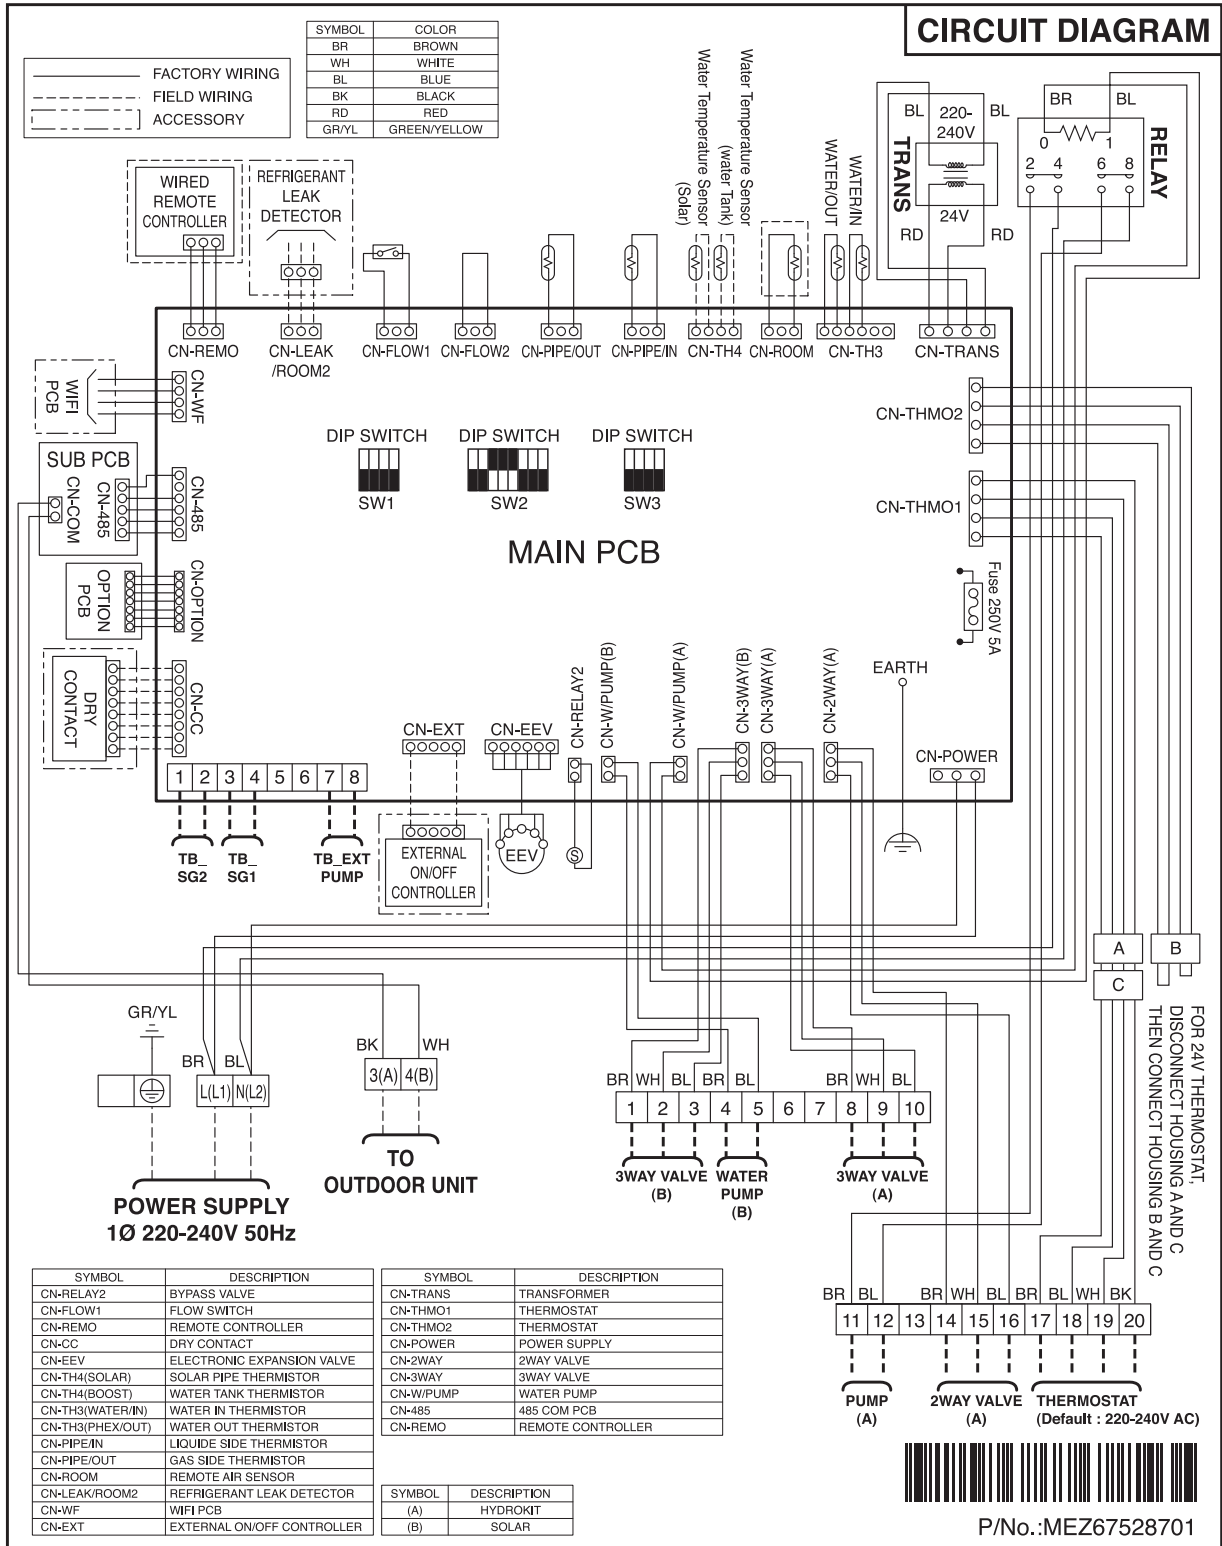 CIRCUIT DIAGRAM
FACTORY WIRING
FIELD WIRING
ACCESSORY
SYMBOL COLOR
BR BROWN
WH WHITE
BL BLUE
BK BLACK
RD RED
GR/YL GREEN/YELLOW
WIRED
REMOTE
CONTROLLER
REFRIGERANT
LEAK
DETECTOR
Water Temperature Sensor
(Solar)
Water Temperature Sensor
(water Tank)
WATER/OUT
WATER/IN
TRANS
BL 220-240V BL
24V
RD RD
RELAY
BR BL
0 1
2 4 6 8
CN-REMO
CN-LEAK
/ROOM2
CN-FLOW1
CN-FLOW2
CN-PIPE/OUT
CN-PIPE/IN
CN-TH4
CN-ROOM
CN-TH3
CN-TRANS
WIFI
PCB
CN-WF
SUB PCB
CN-COM
CN-485
CN-485
OPTION
PCB
CN-OPTION
DRY
CONTACT
CN-CC
DIP SWITCH
SW1
DIP SWITCH
SW2
DIP SWITCH
SW3
MAIN PCB
CN-THMO2
CN-THMO1
Fuse 250V 5A
EARTH
CN-POWER
CN-EXT
CN-EEV
CN-RELAY2
CN-W/PUMP(B)
CN-W/PUMP(A)
CN-3WAY(B)
CN-3WAY(A)
CN-2WAY(A)
1 2 3 4 5 6 7 8
TB_
SG2
TB_
SG1
TB_EXT
PUMP
EXTERNAL
ON/OFF
CONTROLLER
EEV
S
A B
C
FOR 24V THERMOSTAT,
DISCONNECT HOUSING A AND C
THEN CONNECT HOUSING B AND C
GR/YL
BR BL
L(L1) N(L2)
BK WH
3(A) 4(B)
TO
OUTDOOR UNIT
POWER SUPPLY
1Ø 220-240V 50Hz
BR WH BL BR BL BR WH BL
1 2 3 4 5 6 7 8 9 10
3WAY VALVE
(B)
WATER
PUMP
(B)
3WAY VALVE
(A)
BR BL BR WH BL BR BL WH BK
11 12 13 14 15 16 17 18 19 20
PUMP
(A)
2WAY VALVE
(A)
THERMOSTAT
(Default : 220-240V AC)
SYMBOL DESCRIPTION
CN-RELAY2 BYPASS VALVE
CN-FLOW1 FLOW SWITCH
CN-REMO REMOTE CONTROLLER
CN-CC DRY CONTACT
CN-EEV ELECTRONIC EXPANSION VALVE
CN-TH4(SOLAR) SOLAR PIPE THERMISTOR
CN-TH4(BOOST) WATER TANK THERMISTOR
CN-TH3(WATER/IN) WATER IN THERMISTOR
CN-TH3(PHEX/OUT) WATER OUT THERMISTOR
CN-PIPE/IN LIQUIDE SIDE THERMISTOR
CN-PIPE/OUT GAS SIDE THERMISTOR
CN-ROOM REMOTE AIR SENSOR
CN-LEAK/ROOM2 REFRIGERANT LEAK DETECTOR
CN-WF WIFI PCB
CN-EXT EXTERNAL ON/OFF CONTROLLER
SYMBOL DESCRIPTION
CN-TRANS TRANSFORMER
CN-THMO1 THERMOSTAT
CN-THMO2 THERMOSTAT
CN-POWER POWER SUPPLY
CN-2WAY 2WAY VALVE
CN-3WAY 3WAY VALVE
CN-W/PUMP WATER PUMP
CN-485 485 COM PCB
CN-REMO REMOTE CONTROLLER
SYMBOL DESCRIPTION
(A) HYDROKIT
(B) SOLAR
P/No.:MEZ67528701